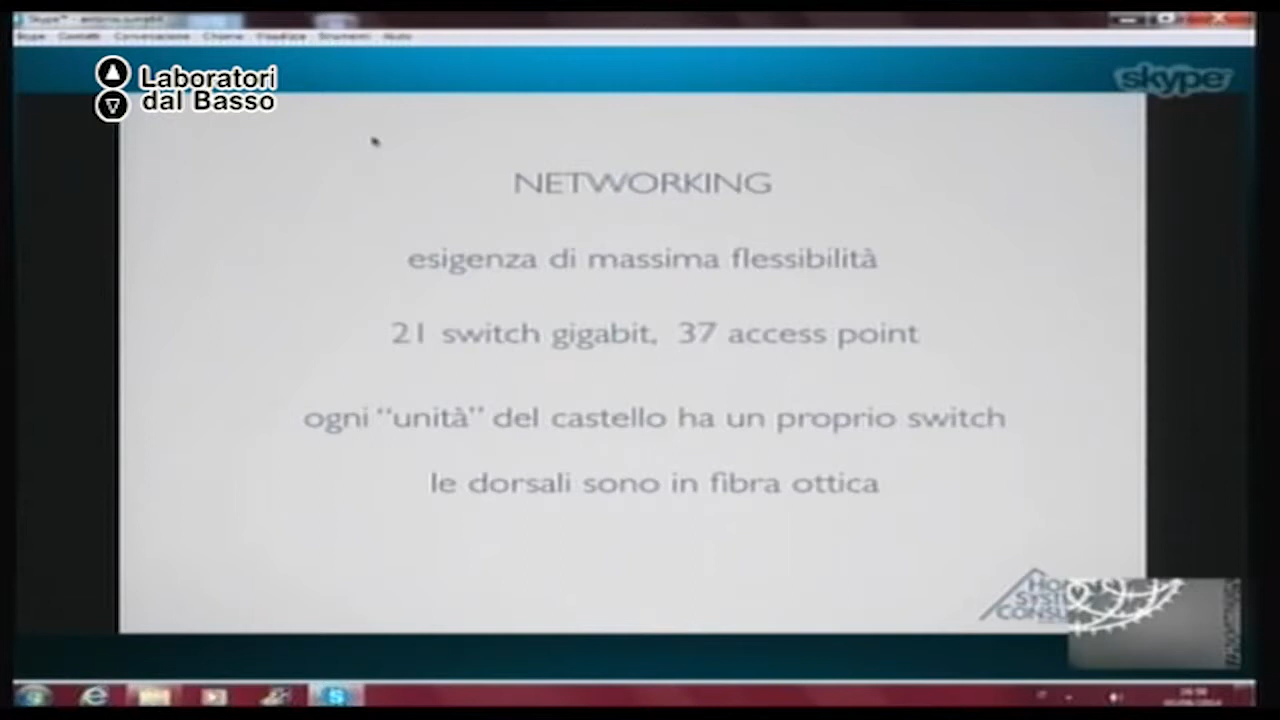 Skype
Laboratori
dal Basso
skype
NETWORKING
esigenza di massima flessibilità
21 switch gigabit, 37 access point
ogni “unità” del castello ha un proprio switch
le dorsali sono in fibra ottica